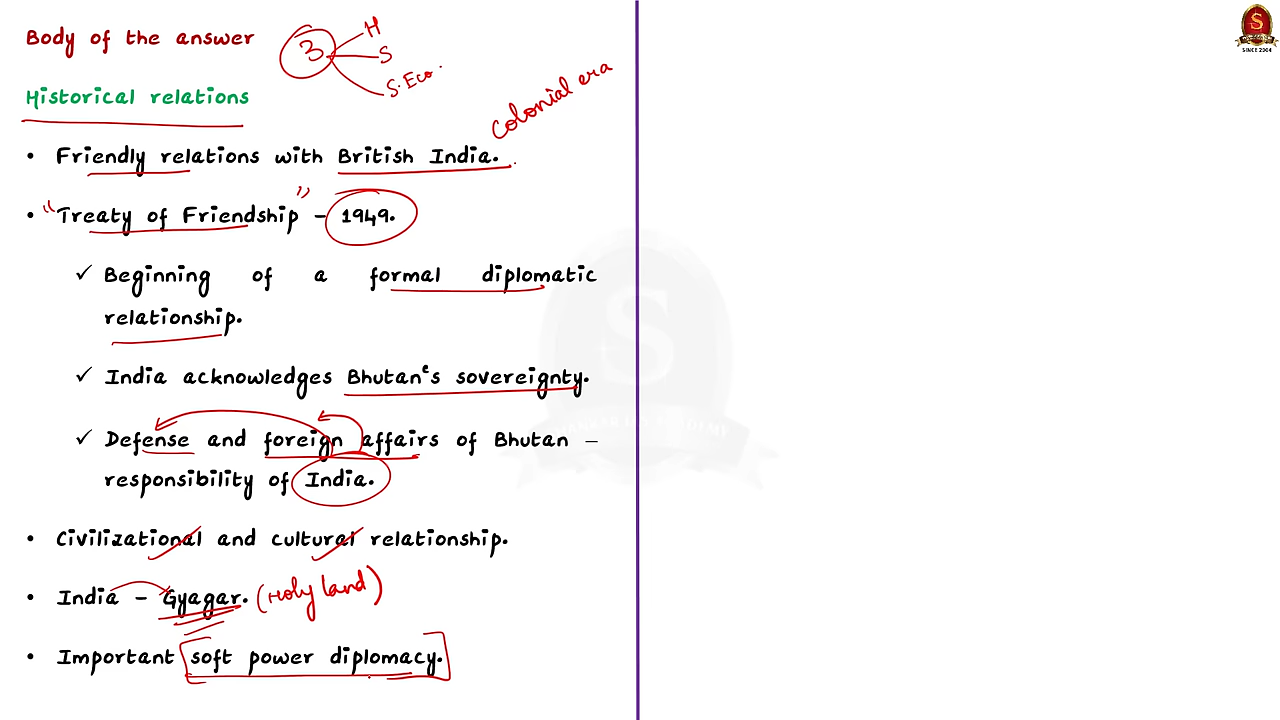 Body of the answer
3
H
S
S.Eco.
Historical relations
colonial era
• Friendly relations with British India.
• "Treaty of Friendship" – 1949.
✓ Beginning of a formal diplomatic
relationship.
✓ India acknowledges Bhutan's sovereignty.
✓ Defense and foreign affairs of Bhutan –
responsibility of India.
• Civilizational and cultural relationship.
• India – Gyagar. (Holy land)
• Important soft power diplomacy.
S
SINCE 2004